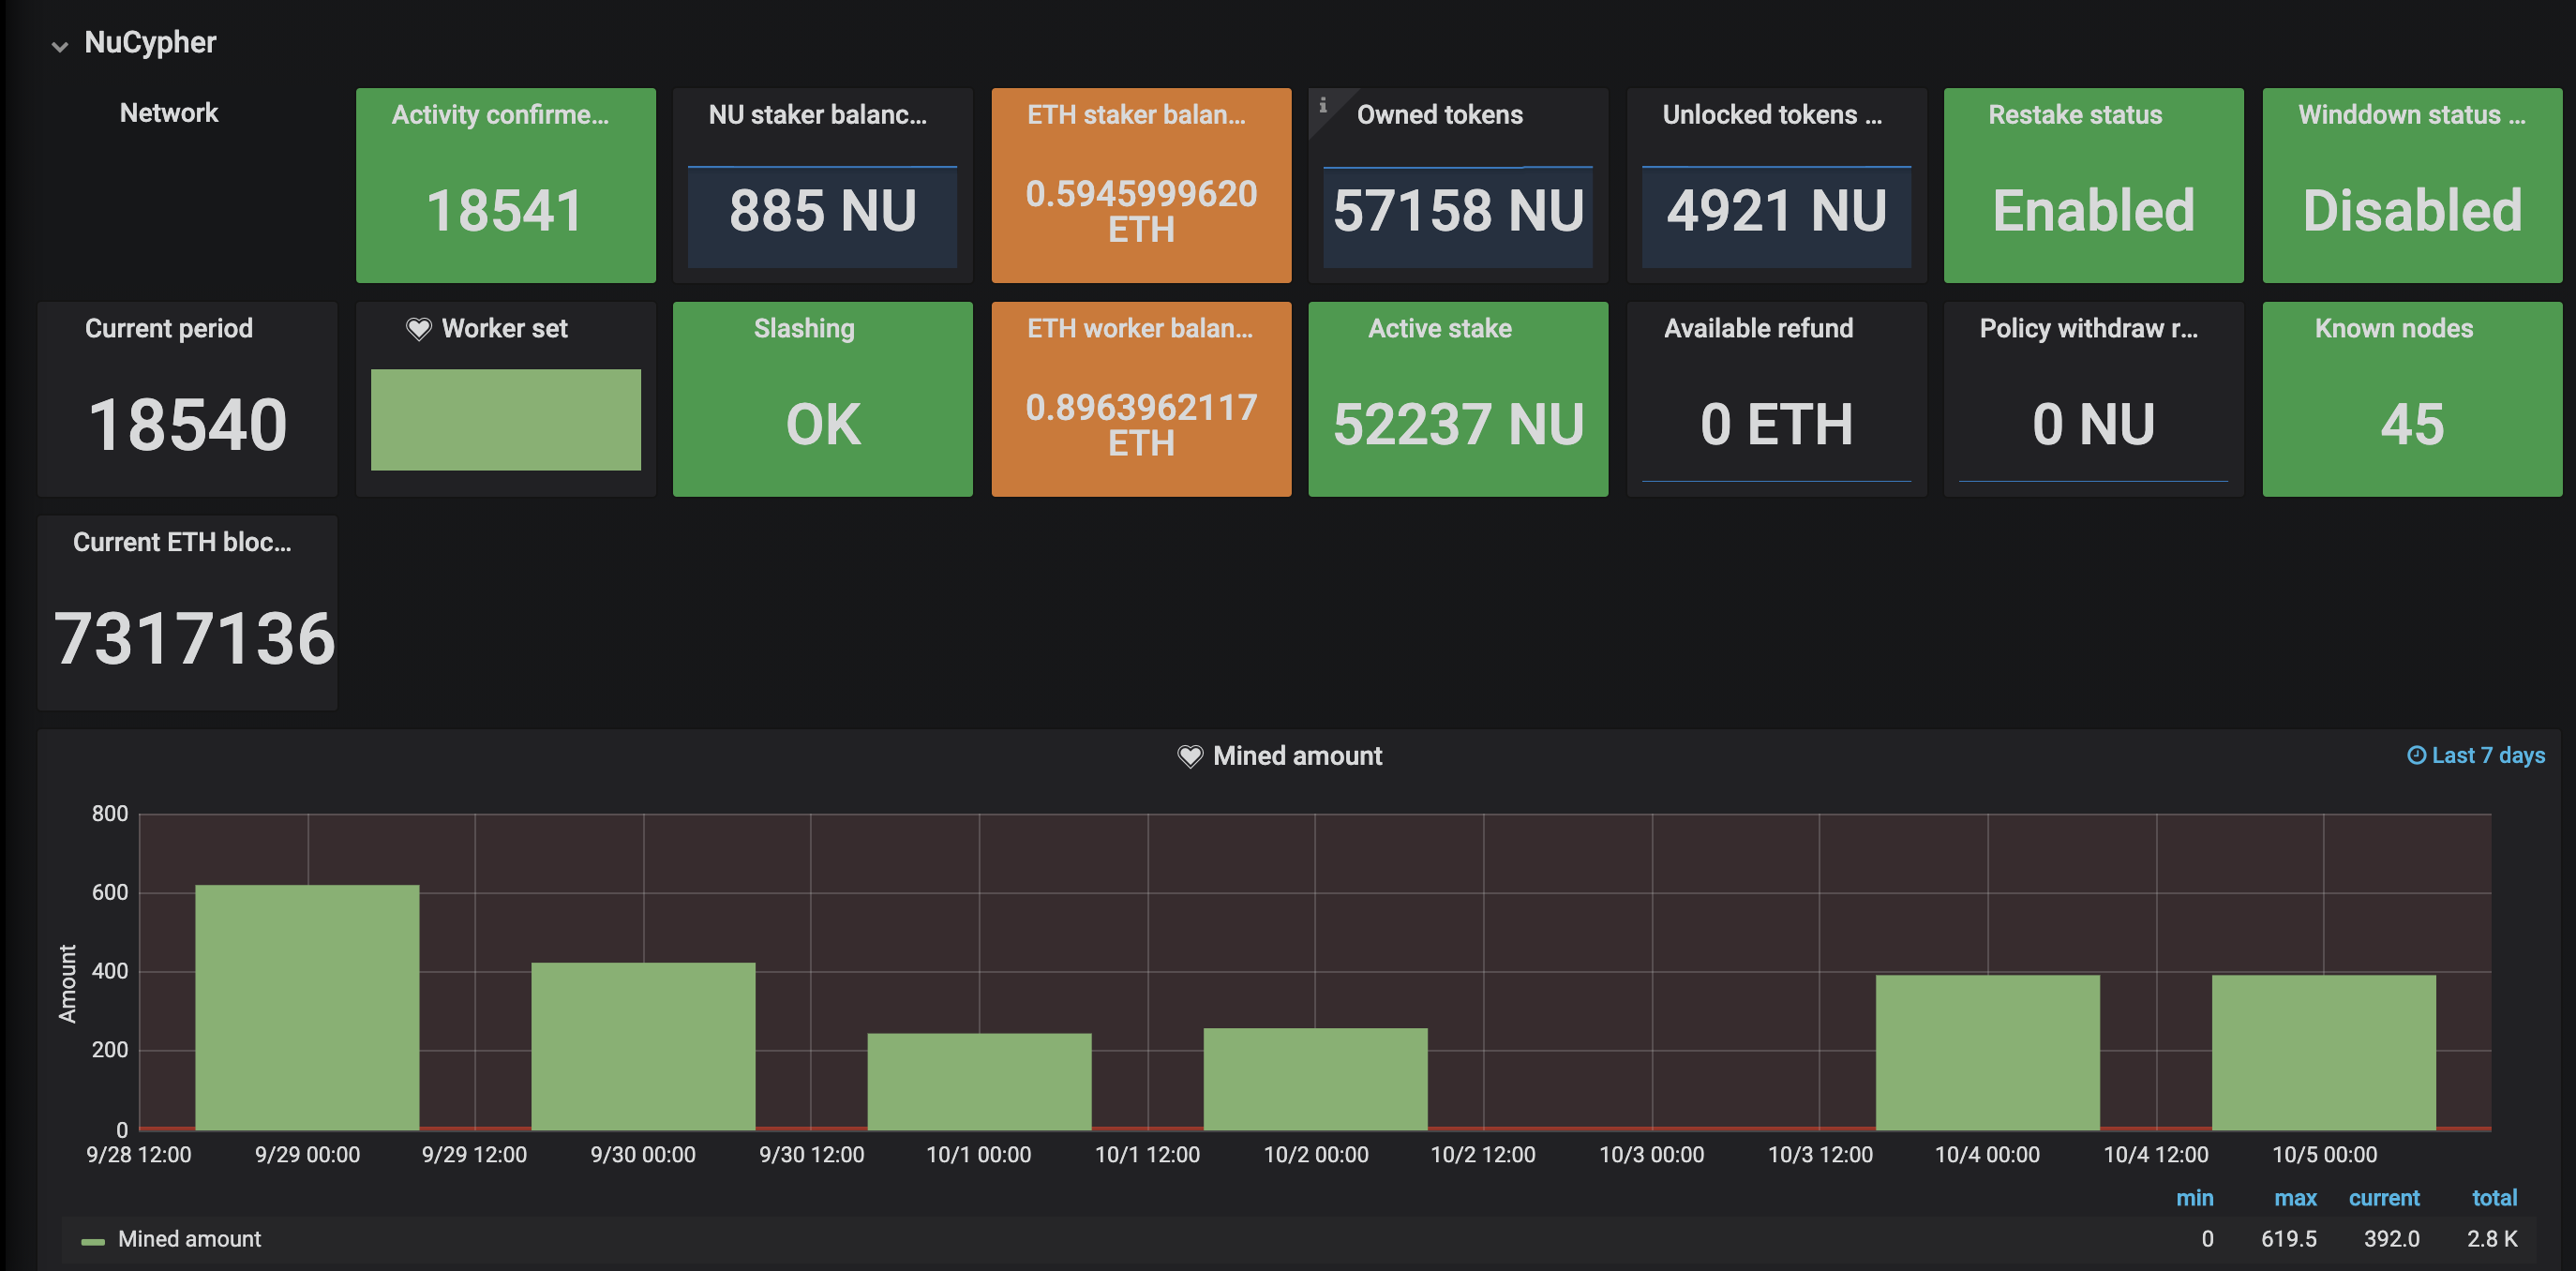 NuCypher
Network
Activity confirme...
18541
NU staker balanc...
885 NU
ETH staker balan...
0.5945999620
ETH
Owned tokens
57158 NU
Unlocked tokens ...
4921 NU
Restake status
Enabled
Winddown status ...
Disabled
Current period
18540
Worker set
Slashing
OK
ETH worker balan...
0.8963962117
ETH
Active stake
52237 NU
Available refund
0 ETH
Policy withdraw r...
0 NU
Known nodes
45
Current ETH bloc...
7317136
Mined amount
Last 7 days
Amount
800
600
400
200
0
9/28 12:00 9/29 00:00 9/29 12:00 9/30 00:00 9/30 12:00 10/1 00:00 10/1 12:00 10/2 00:00 10/2 12:00 10/3 00:00 10/3 12:00 10/4 00:00 10/4 12:00 10/5 00:00
min max current total
Mined amount 0 619.5 392.0 2.8 K